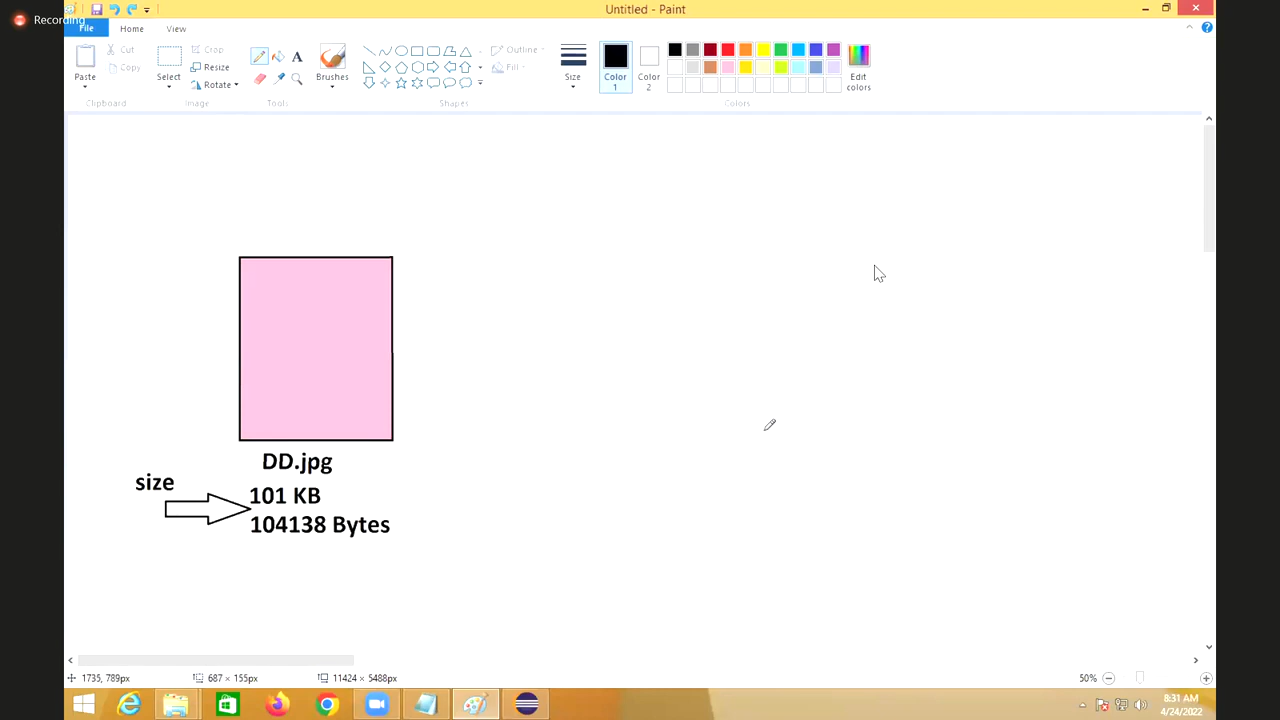 Recording
Untitled - Paint
File
Home
View
Paste
Cut
Copy
Clipboard
Select
Crop
Resize
Rotate
Image
Tools
Brushes
Shapes
Outline
Fill
Size
Color
1
Color
2
Edit
colors
Colors
DD.jpg
size
101 KB
104138 Bytes
1735, 789px
687 × 155px
11424 × 5488px
50%
8:31 AM
4/24/2022